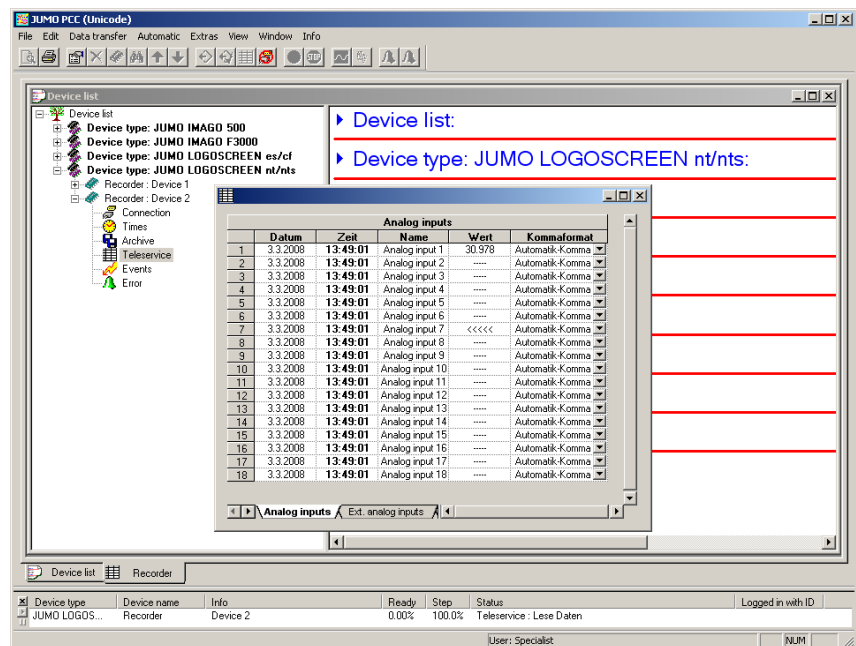 JUMO PCC (Unicode)
File Edit Data transfer Automatic Extras View Window Info
STOP
Device list
Device list
Device type: JUMO IMAGO 500
Device type: JUMO IMAGO F3000
Device type: JUMO LOGOSCREEN es/cf
Device type: JUMO LOGOSCREEN nt/nts
Recorder : Device 1
Recorder : Device 2
Connection
Times
Archive
Teleservice
Events
Error
Device list:
Device type: JUMO LOGOSCREEN nt/nts:
Analog inputs
Datum Zeit Name Wert Kommaformat
1 3.3.2008 13:49:01 Analog input 1 30.978 Automatik-Komma
2 3.3.2008 13:49:01 Analog input 2 ----- Automatik-Komma
3 3.3.2008 13:49:01 Analog input 3 ----- Automatik-Komma
4 3.3.2008 13:49:01 Analog input 4 ----- Automatik-Komma
5 3.3.2008 13:49:01 Analog input 5 ----- Automatik-Komma
6 3.3.2008 13:49:01 Analog input 6 ----- Automatik-Komma
7 3.3.2008 13:49:01 Analog input 7 <<<<< Automatik-Komma
8 3.3.2008 13:49:01 Analog input 8 ----- Automatik-Komma
9 3.3.2008 13:49:01 Analog input 9 ----- Automatik-Komma
10 3.3.2008 13:49:01 Analog input 10 ----- Automatik-Komma
11 3.3.2008 13:49:01 Analog input 11 ----- Automatik-Komma
12 3.3.2008 13:49:01 Analog input 12 ----- Automatik-Komma
13 3.3.2008 13:49:01 Analog input 13 ----- Automatik-Komma
14 3.3.2008 13:49:01 Analog input 14 ----- Automatik-Komma
15 3.3.2008 13:49:01 Analog input 15 ----- Automatik-Komma
16 3.3.2008 13:49:01 Analog input 16 ----- Automatik-Komma
17 3.3.2008 13:49:01 Analog input 17 ----- Automatik-Komma
18 3.3.2008 13:49:01 Analog input 18 ----- Automatik-Komma
Analog inputs Ext. analog inputs
Device list Recorder
Device type Device name Info Ready Step Status Logged in with ID
JUMO LOGOS... Recorder Device 2 0.00% 100.0% Teleservice : Lese Daten
User: Specialist NUM